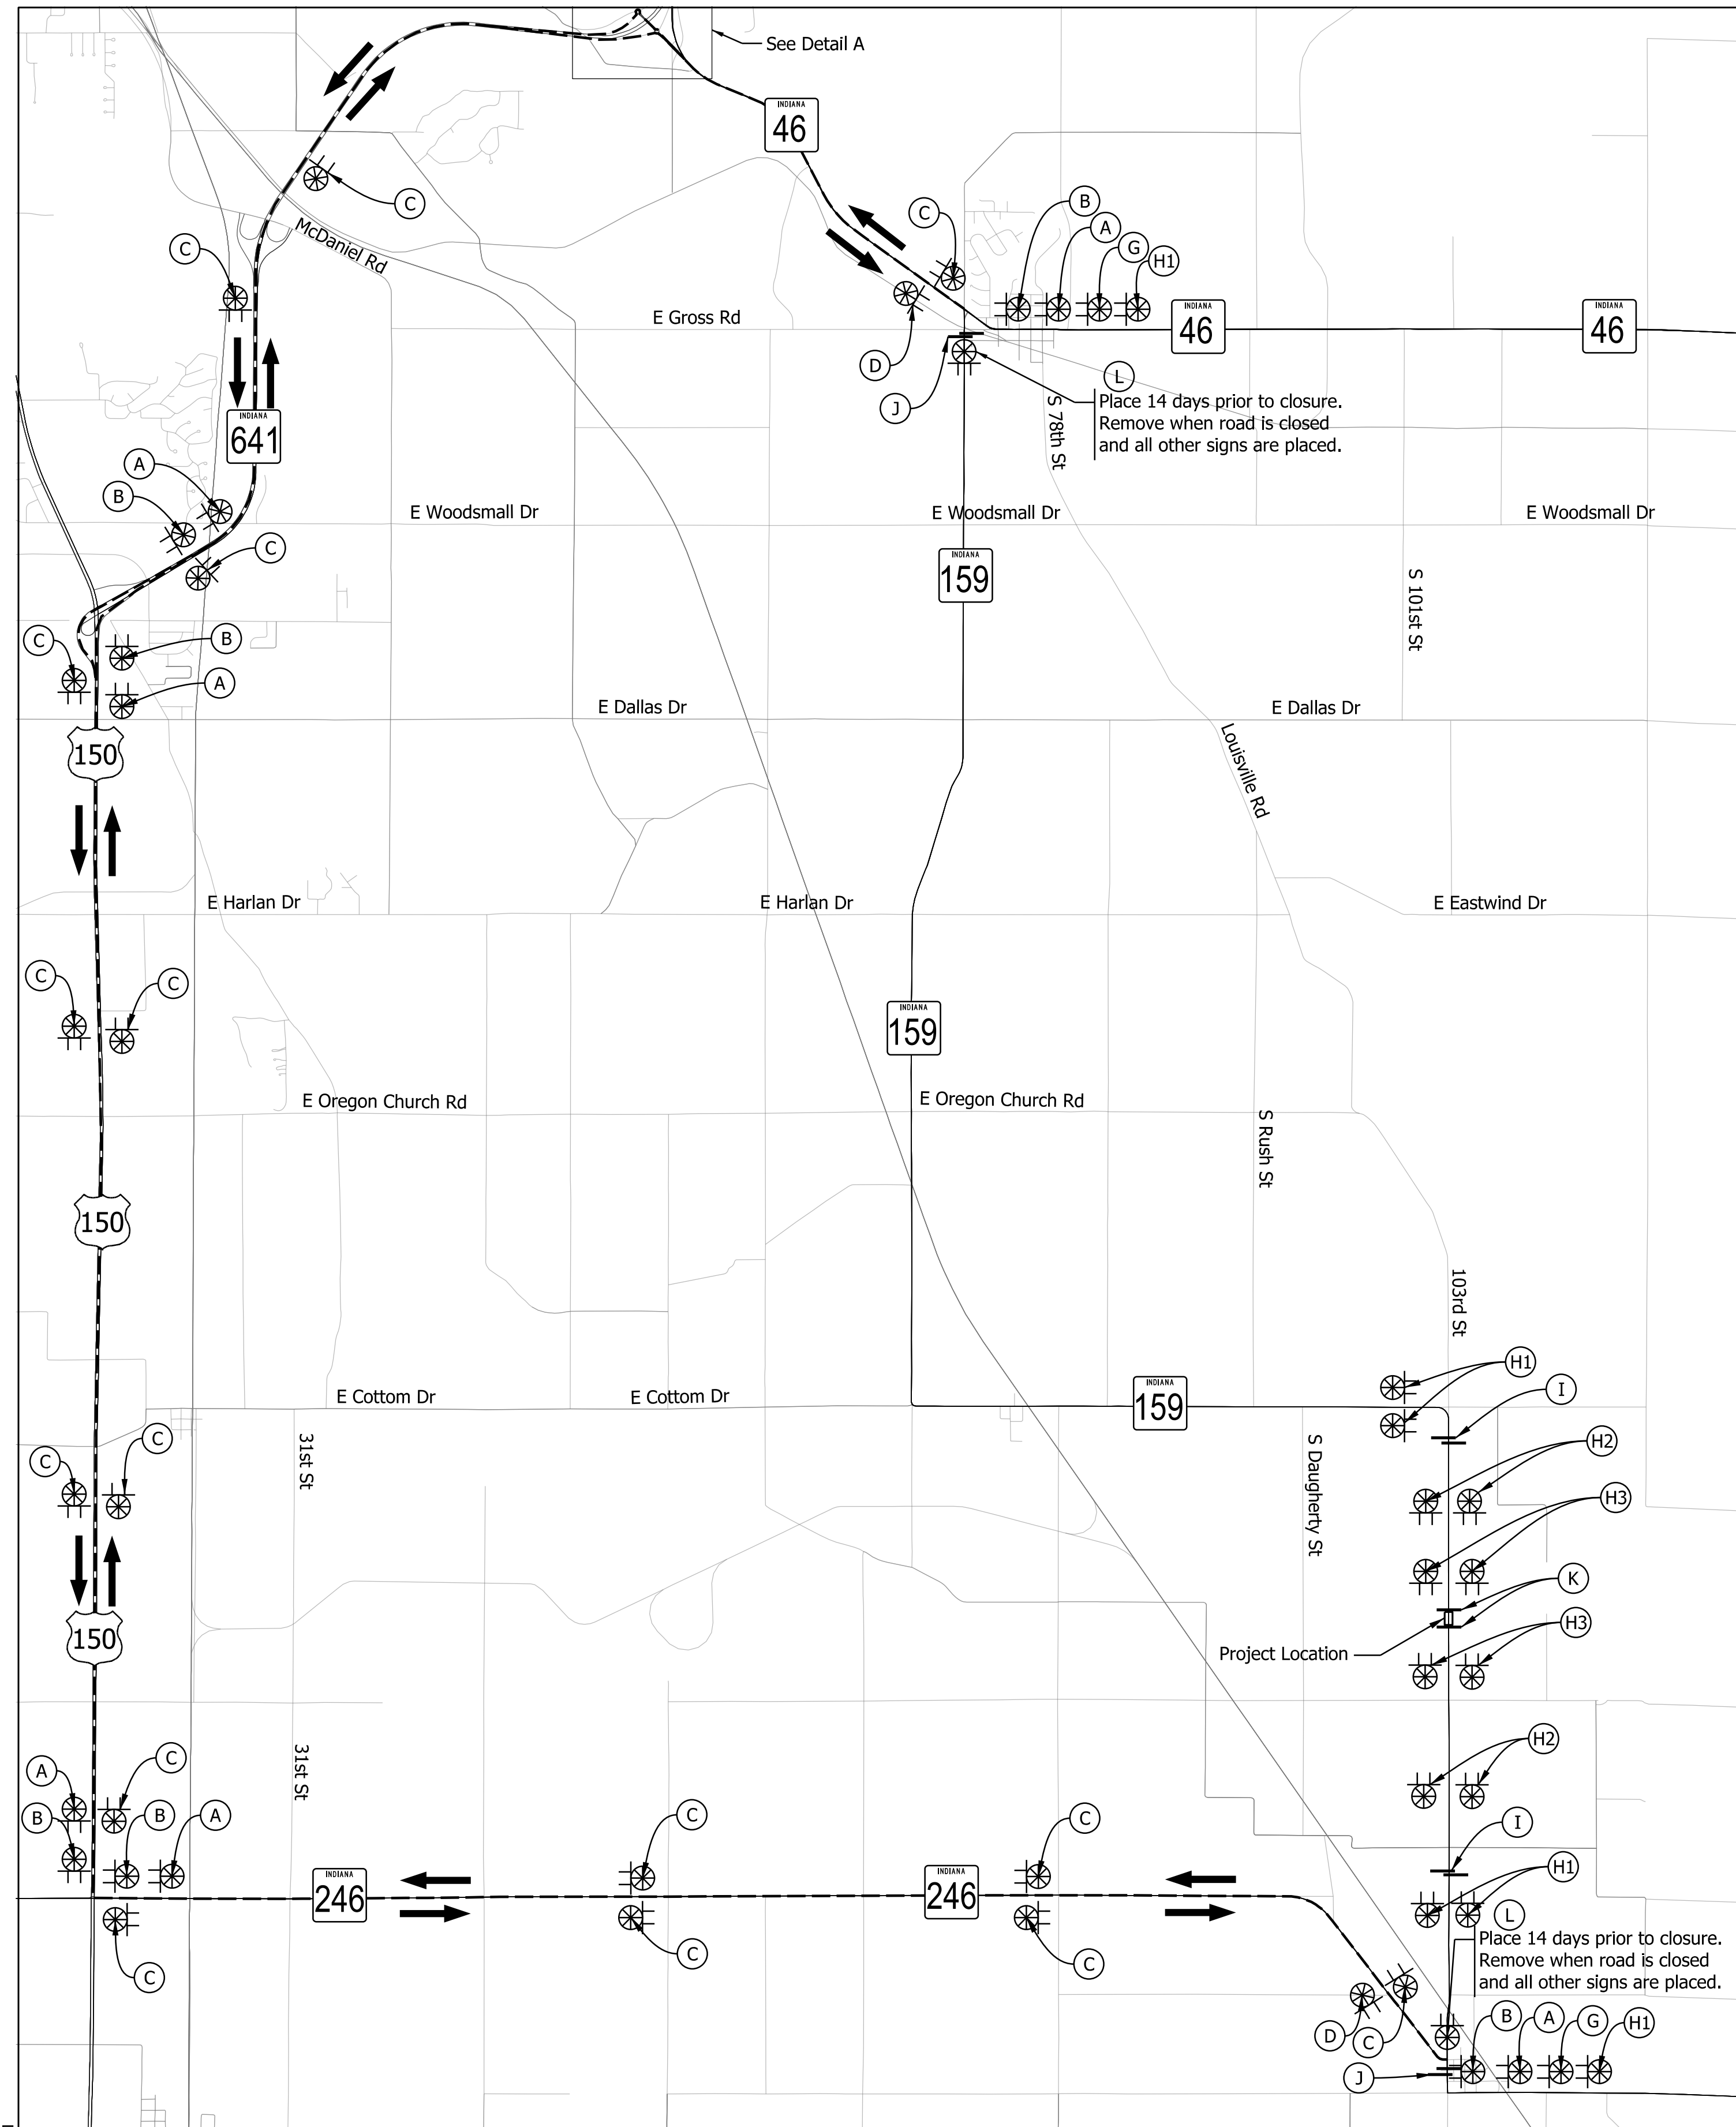 See Detail A
INDIANA
46
C
McDaniel Rd
C
C
B
A
G
H1
E Gross Rd
INDIANA
46
INDIANA
46
D
J
L
Place 14 days prior to closure.
Remove when road is closed
and all other signs are placed.
S 78th St
INDIANA
641
A
B
C
E Woodsmall Dr
E Woodsmall Dr
E Woodsmall Dr
INDIANA
159
S 101st St
C
B
A
E Dallas Dr
E Dallas Dr
150
Louisville Rd
E Harlan Dr
E Harlan Dr
E Eastwind Dr
C
C
INDIANA
159
E Oregon Church Rd
E Oregon Church Rd
S Rush St
150
103rd St
E Cottom Dr
E Cottom Dr
INDIANA
159
H1
I
C
C
31st St
S Daugherty St
H2
H3
K
H3
Project Location
150
31st St
H2
A
C
B
B
A
C
C
I
H1
INDIANA
246
INDIANA
246
C
C
C
L
Place 14 days prior to closure.
Remove when road is closed
and all other signs are placed.
D
C
B
A
G
H1
J